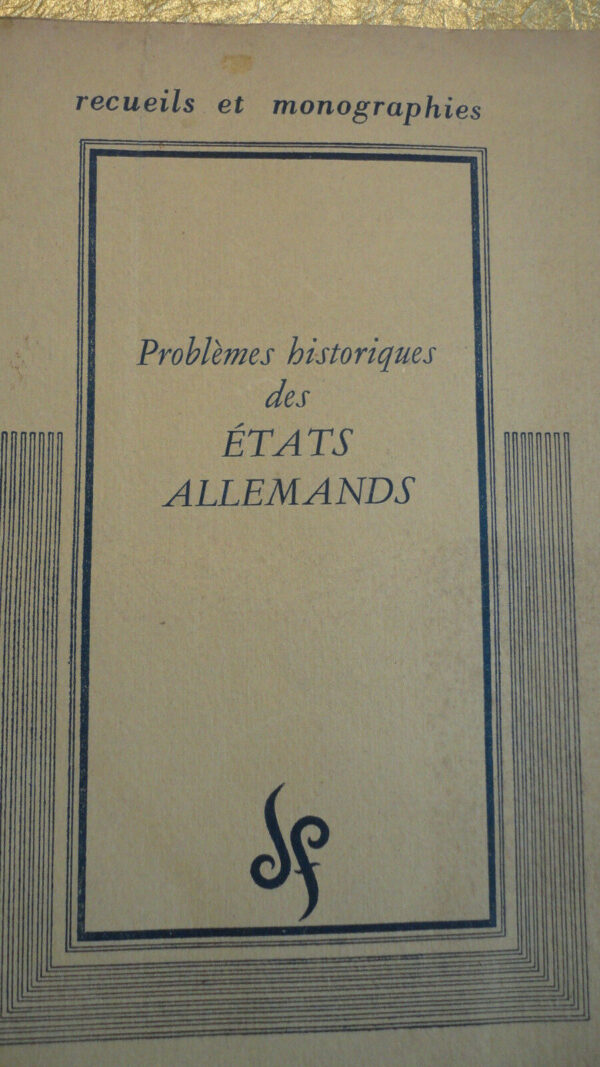 recueils et monographies
Problèmes historiques
des
ÉTATS
ALLEMANDS